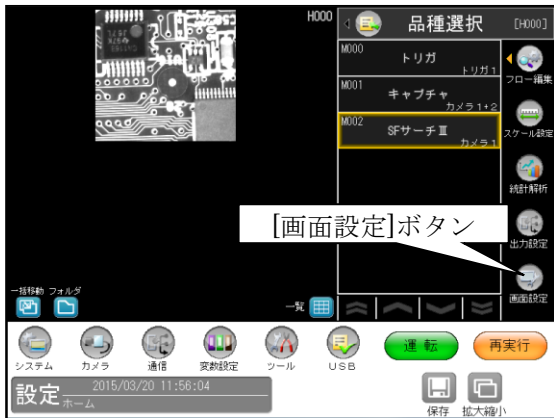 H000
品種選択
[H000]
M000
トリガ
トリガ1
M001
キャプチャ
カメラ1+2
M002
SFサーチⅢ
カメラ1
フロー編集
スケール設定
統計解析
出力設定
画面設定
[画面設定]ボタン
一括移動 フォルダ
一覧
システム
カメラ
通信
変数設定
ツール
USB
運転
再実行
設定
2015/03/20 11:56:04
ホーム
保存
拡大縮小